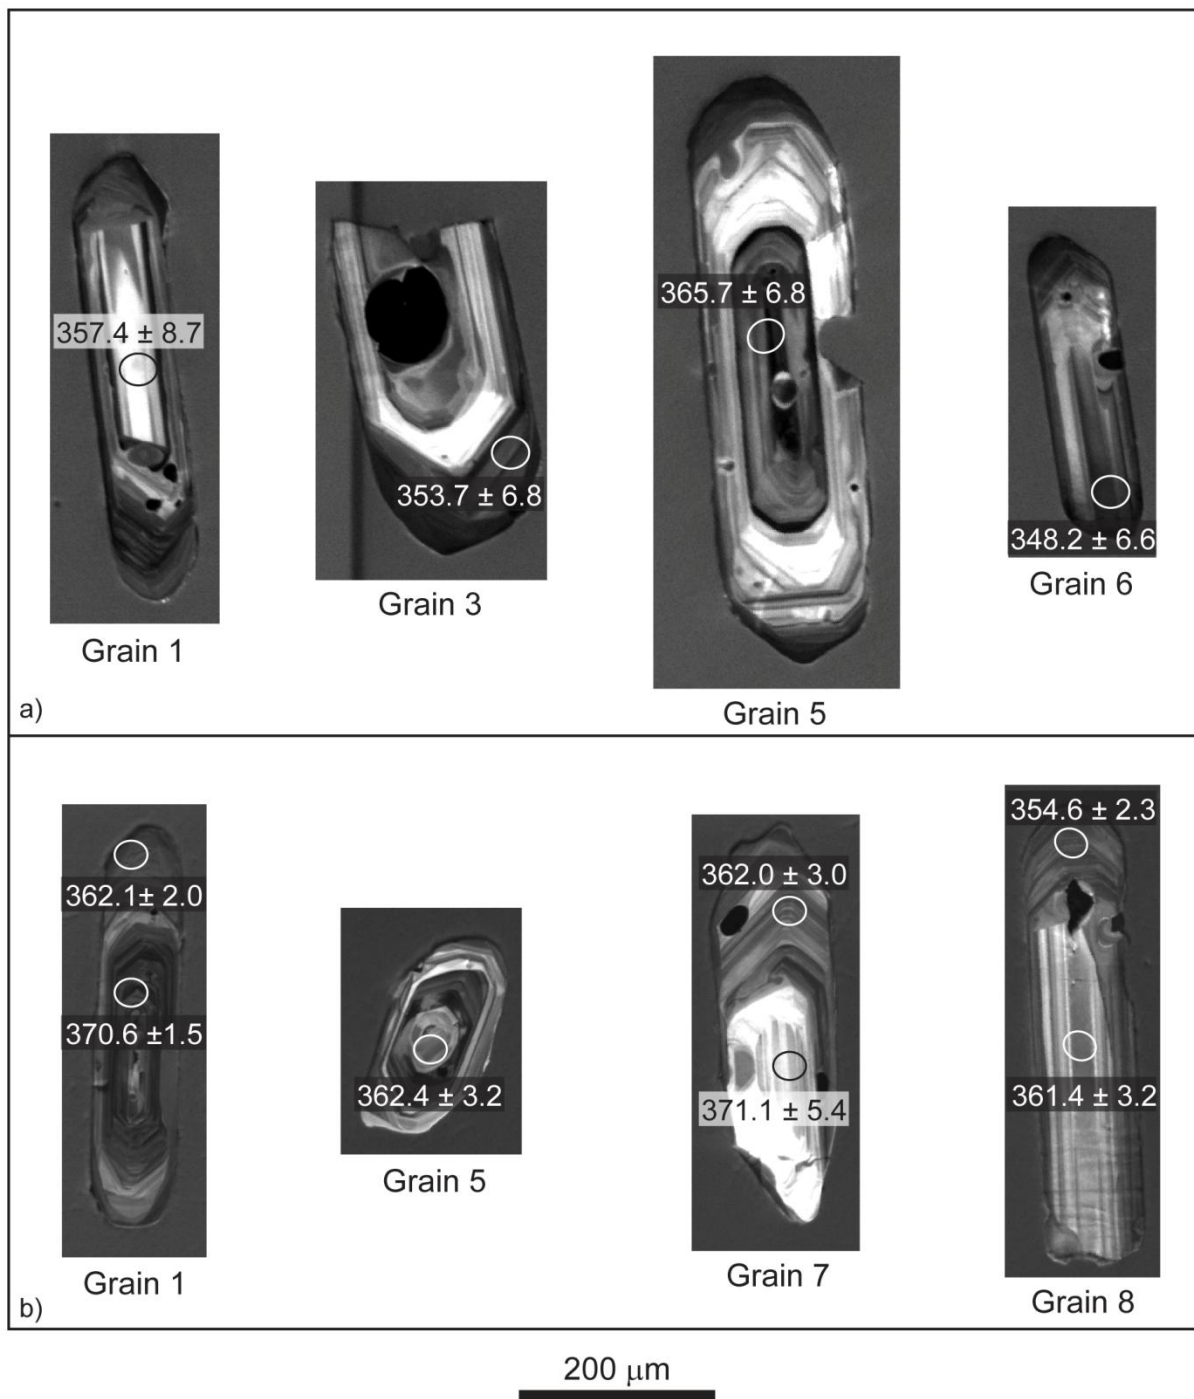 357.4 ± 8.7
Grain 1
353.7 ± 6.8
Grain 3
365.7 ± 6.8
Grain 5
348.2 ± 6.6
Grain 6
a)
362.1± 2.0
370.6 ±1.5
Grain 1
362.4 ± 3.2
Grain 5
362.0 ± 3.0
371.1 ± 5.4
Grain 7
354.6 ± 2.3
361.4 ± 3.2
Grain 8
b)
200 μm